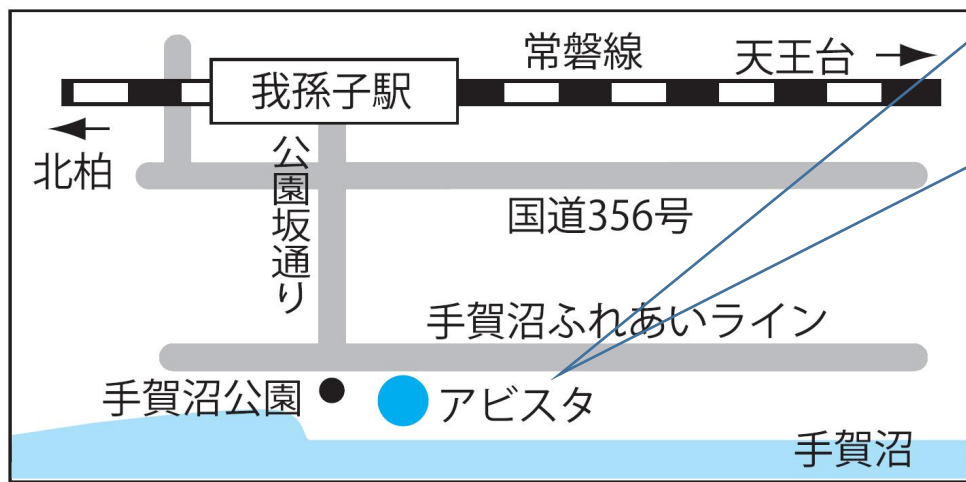 常磐線
天王台
我孫子駅
北柏
公園坂通り
国道356号
手賀沼ふれあいライン
手賀沼公園
アビスタ
手賀沼